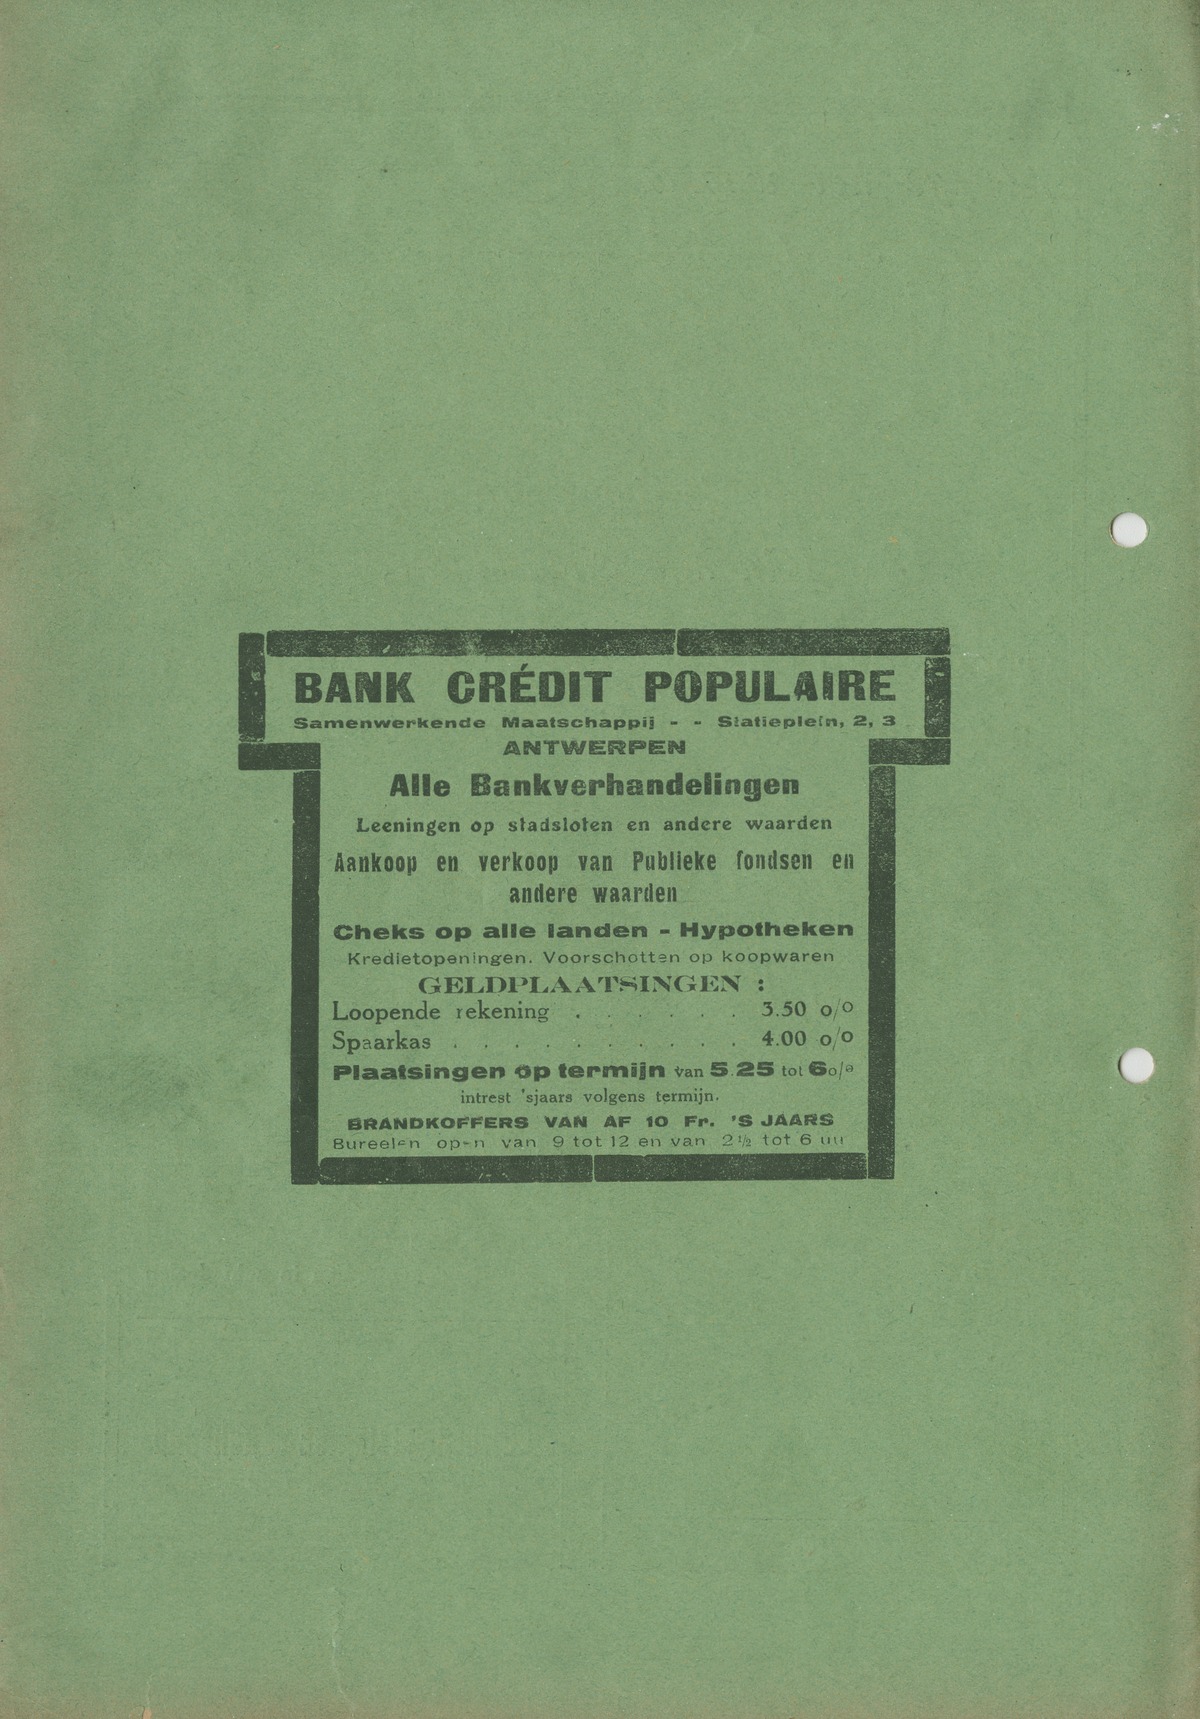 BANK CRÉDIT POPULAIRE
Samenwerkende Maatschappij - - Statieplein, 2, 3
ANTWERPEN
Alle Bankverhandelingen
Leeningen op stadsloten en andere waarden
Aankoop en verkoop van Publieke fondsen en
andere waarden
Cheks op alle landen - Hypotheken
Kredietopeningen. Voorschotten op koopwaren
GELDPLAATSINGEN :
Loopende rekening . . . . . . 3.50 o/o
Spaarkas . . . . . . . . . . 4.00 o/o
Plaatsingen op termijn van 5.25 tot 6 o/o
intrest 'sjaars volgens termijn.
BRANDKOFFERS VAN AF 10 Fr. 'S JAARS
Bureelen open van 9 tot 12 en van 2 1/2 tot 6 uu